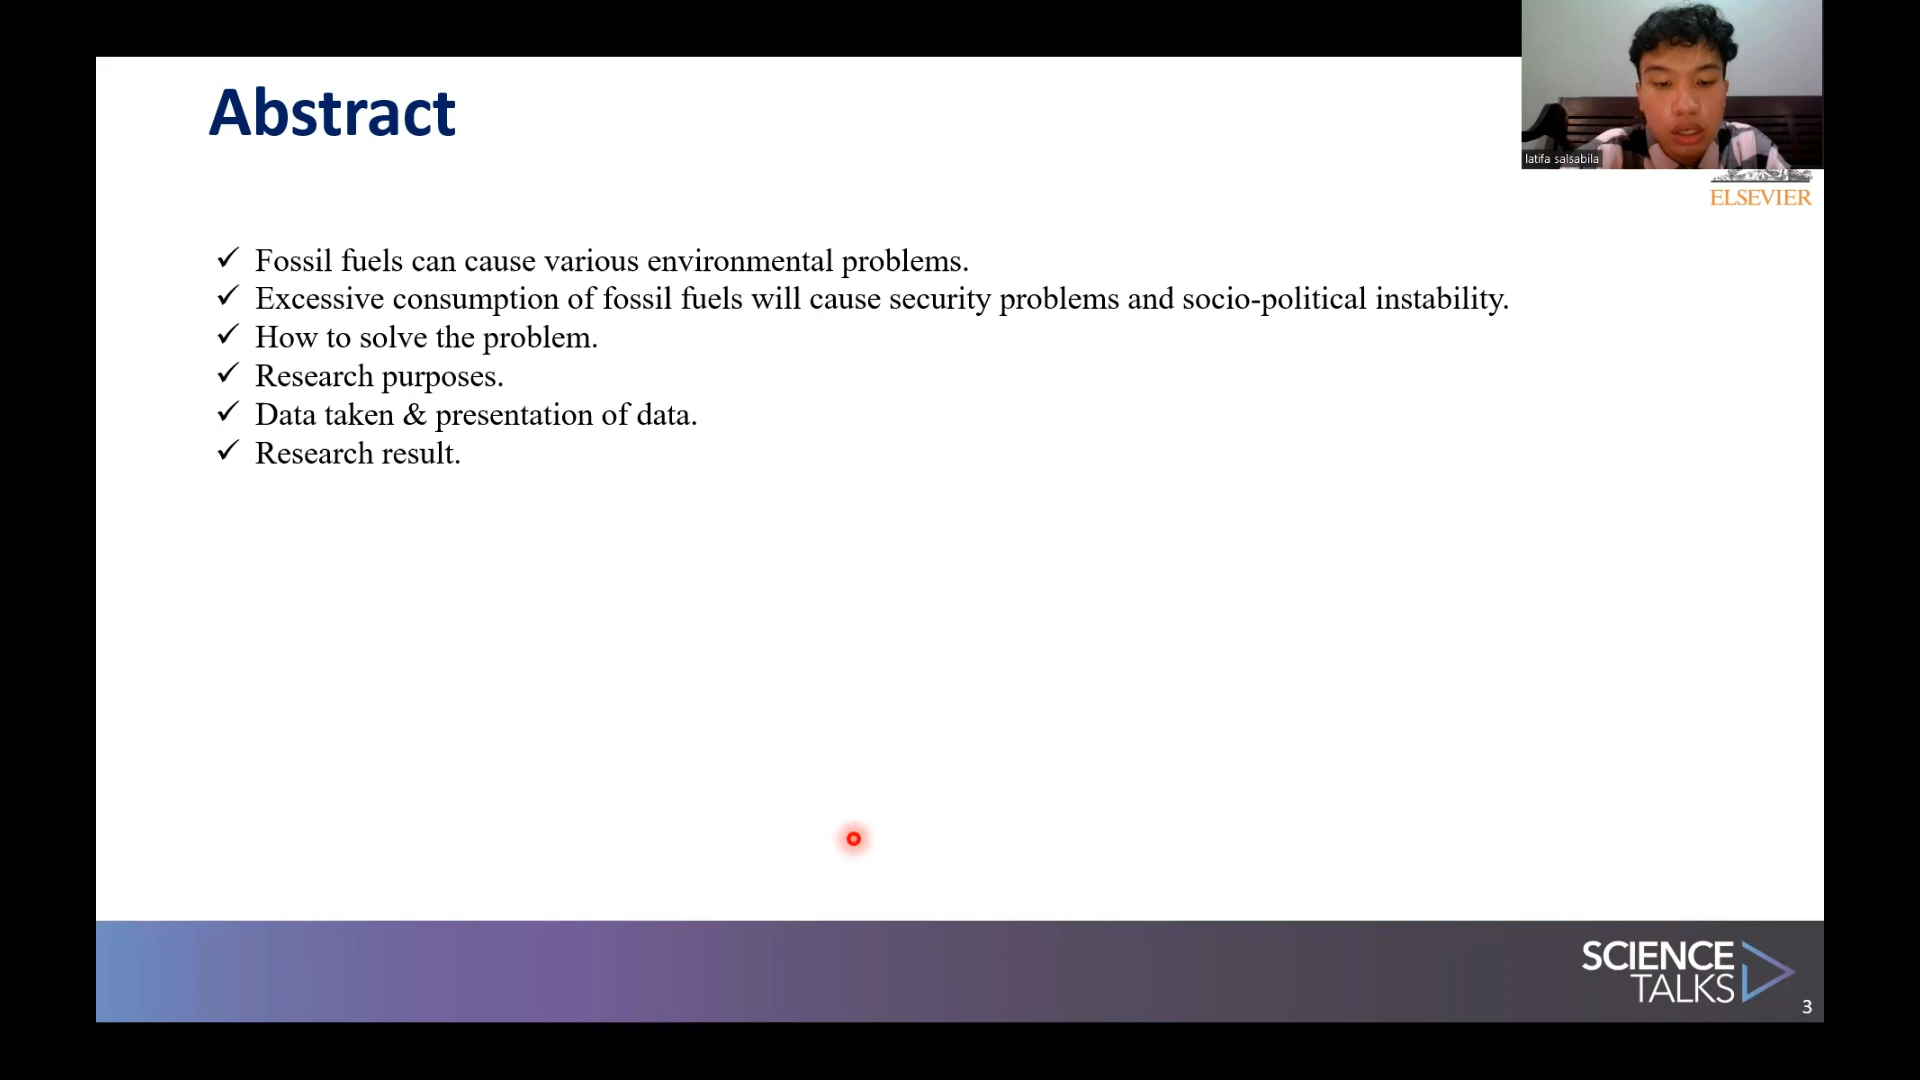 Abstract
latifa salsabila
ELSEVIER
Fossil fuels can cause various environmental problems.
Excessive consumption of fossil fuels will cause security problems and socio-political instability.
How to solve the problem.
Research purposes.
Data taken & presentation of data.
Research result.
SCIENCE
TALKS
3